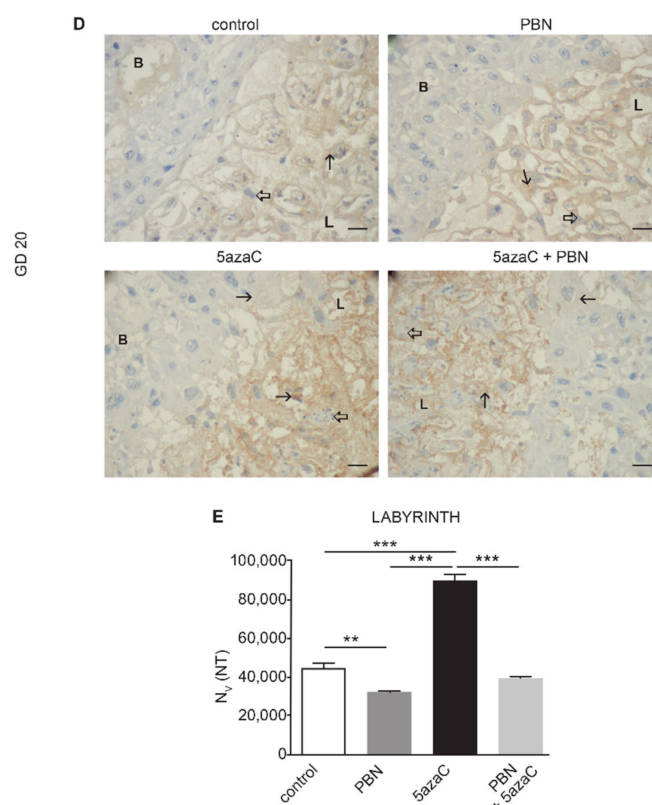 D
control
PBN
B
L
B
L
GD 20
5azaC
5azaC + PBN
B
L
L
E
LABYRINTH
***
***
***
**
100,000
80,000
60,000
40,000
20,000
0
NV (NT)
control
PBN
5azaC
PBN
+ 5azaC